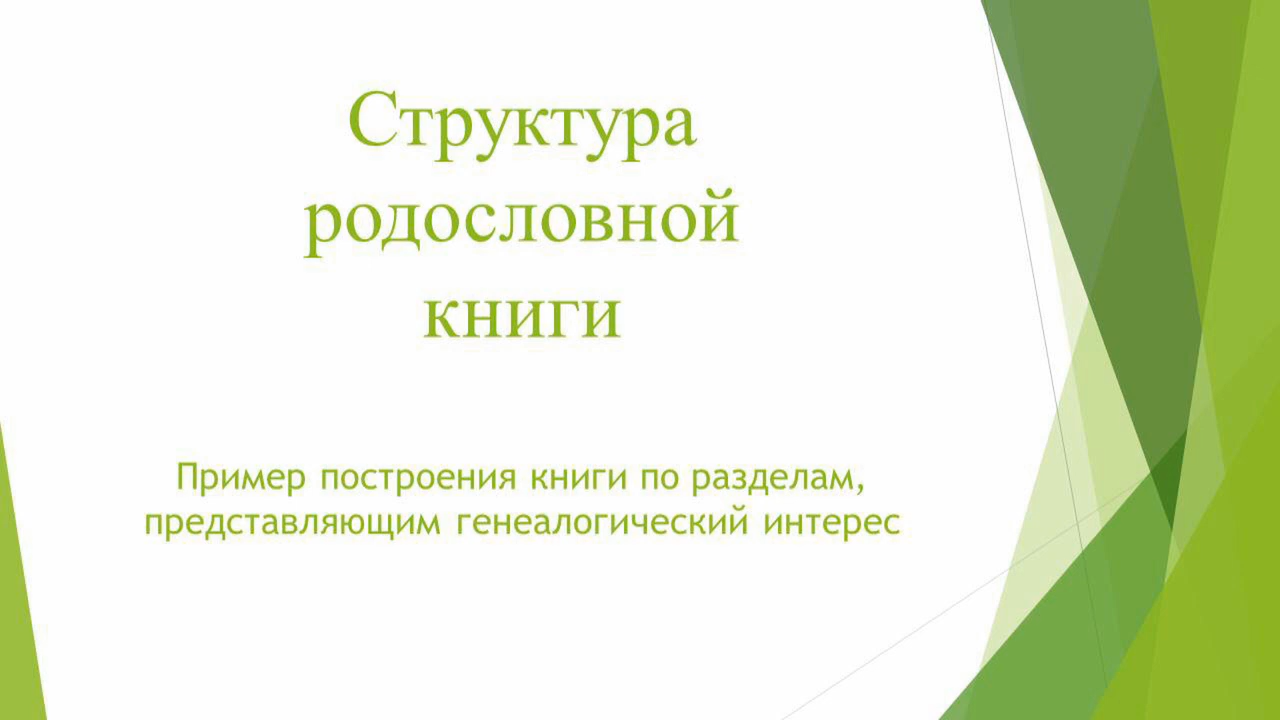 Структура
родословной
книги
Пример построения книги по разделам,
представляющим генеалогический интерес